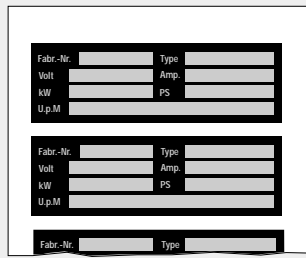 Fabr.-Nr. Type
Volt Amp.
kW PS
U.p.M
Fabr.-Nr. Type
Volt Amp.
kW PS
U.p.M
Fabr.-Nr. Type